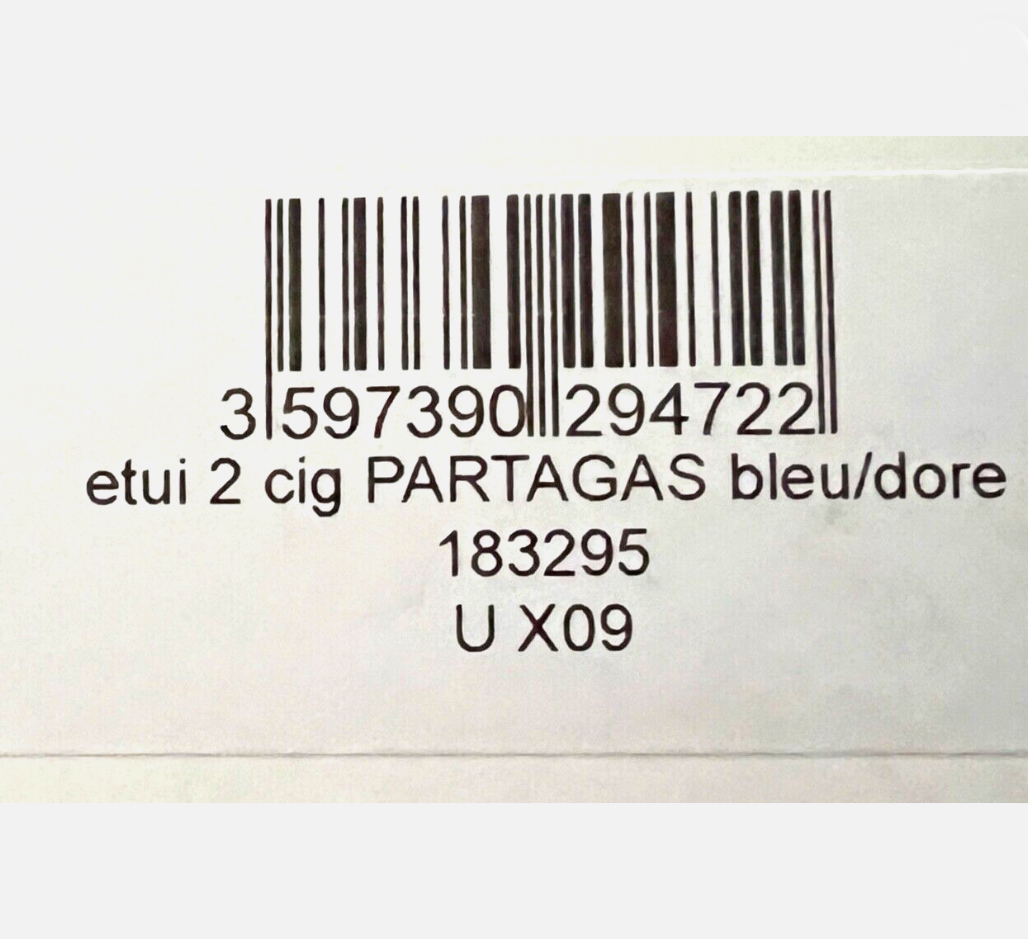 3 597390 294722
etui 2 cig PARTAGAS bleu/dore
183295
U X09